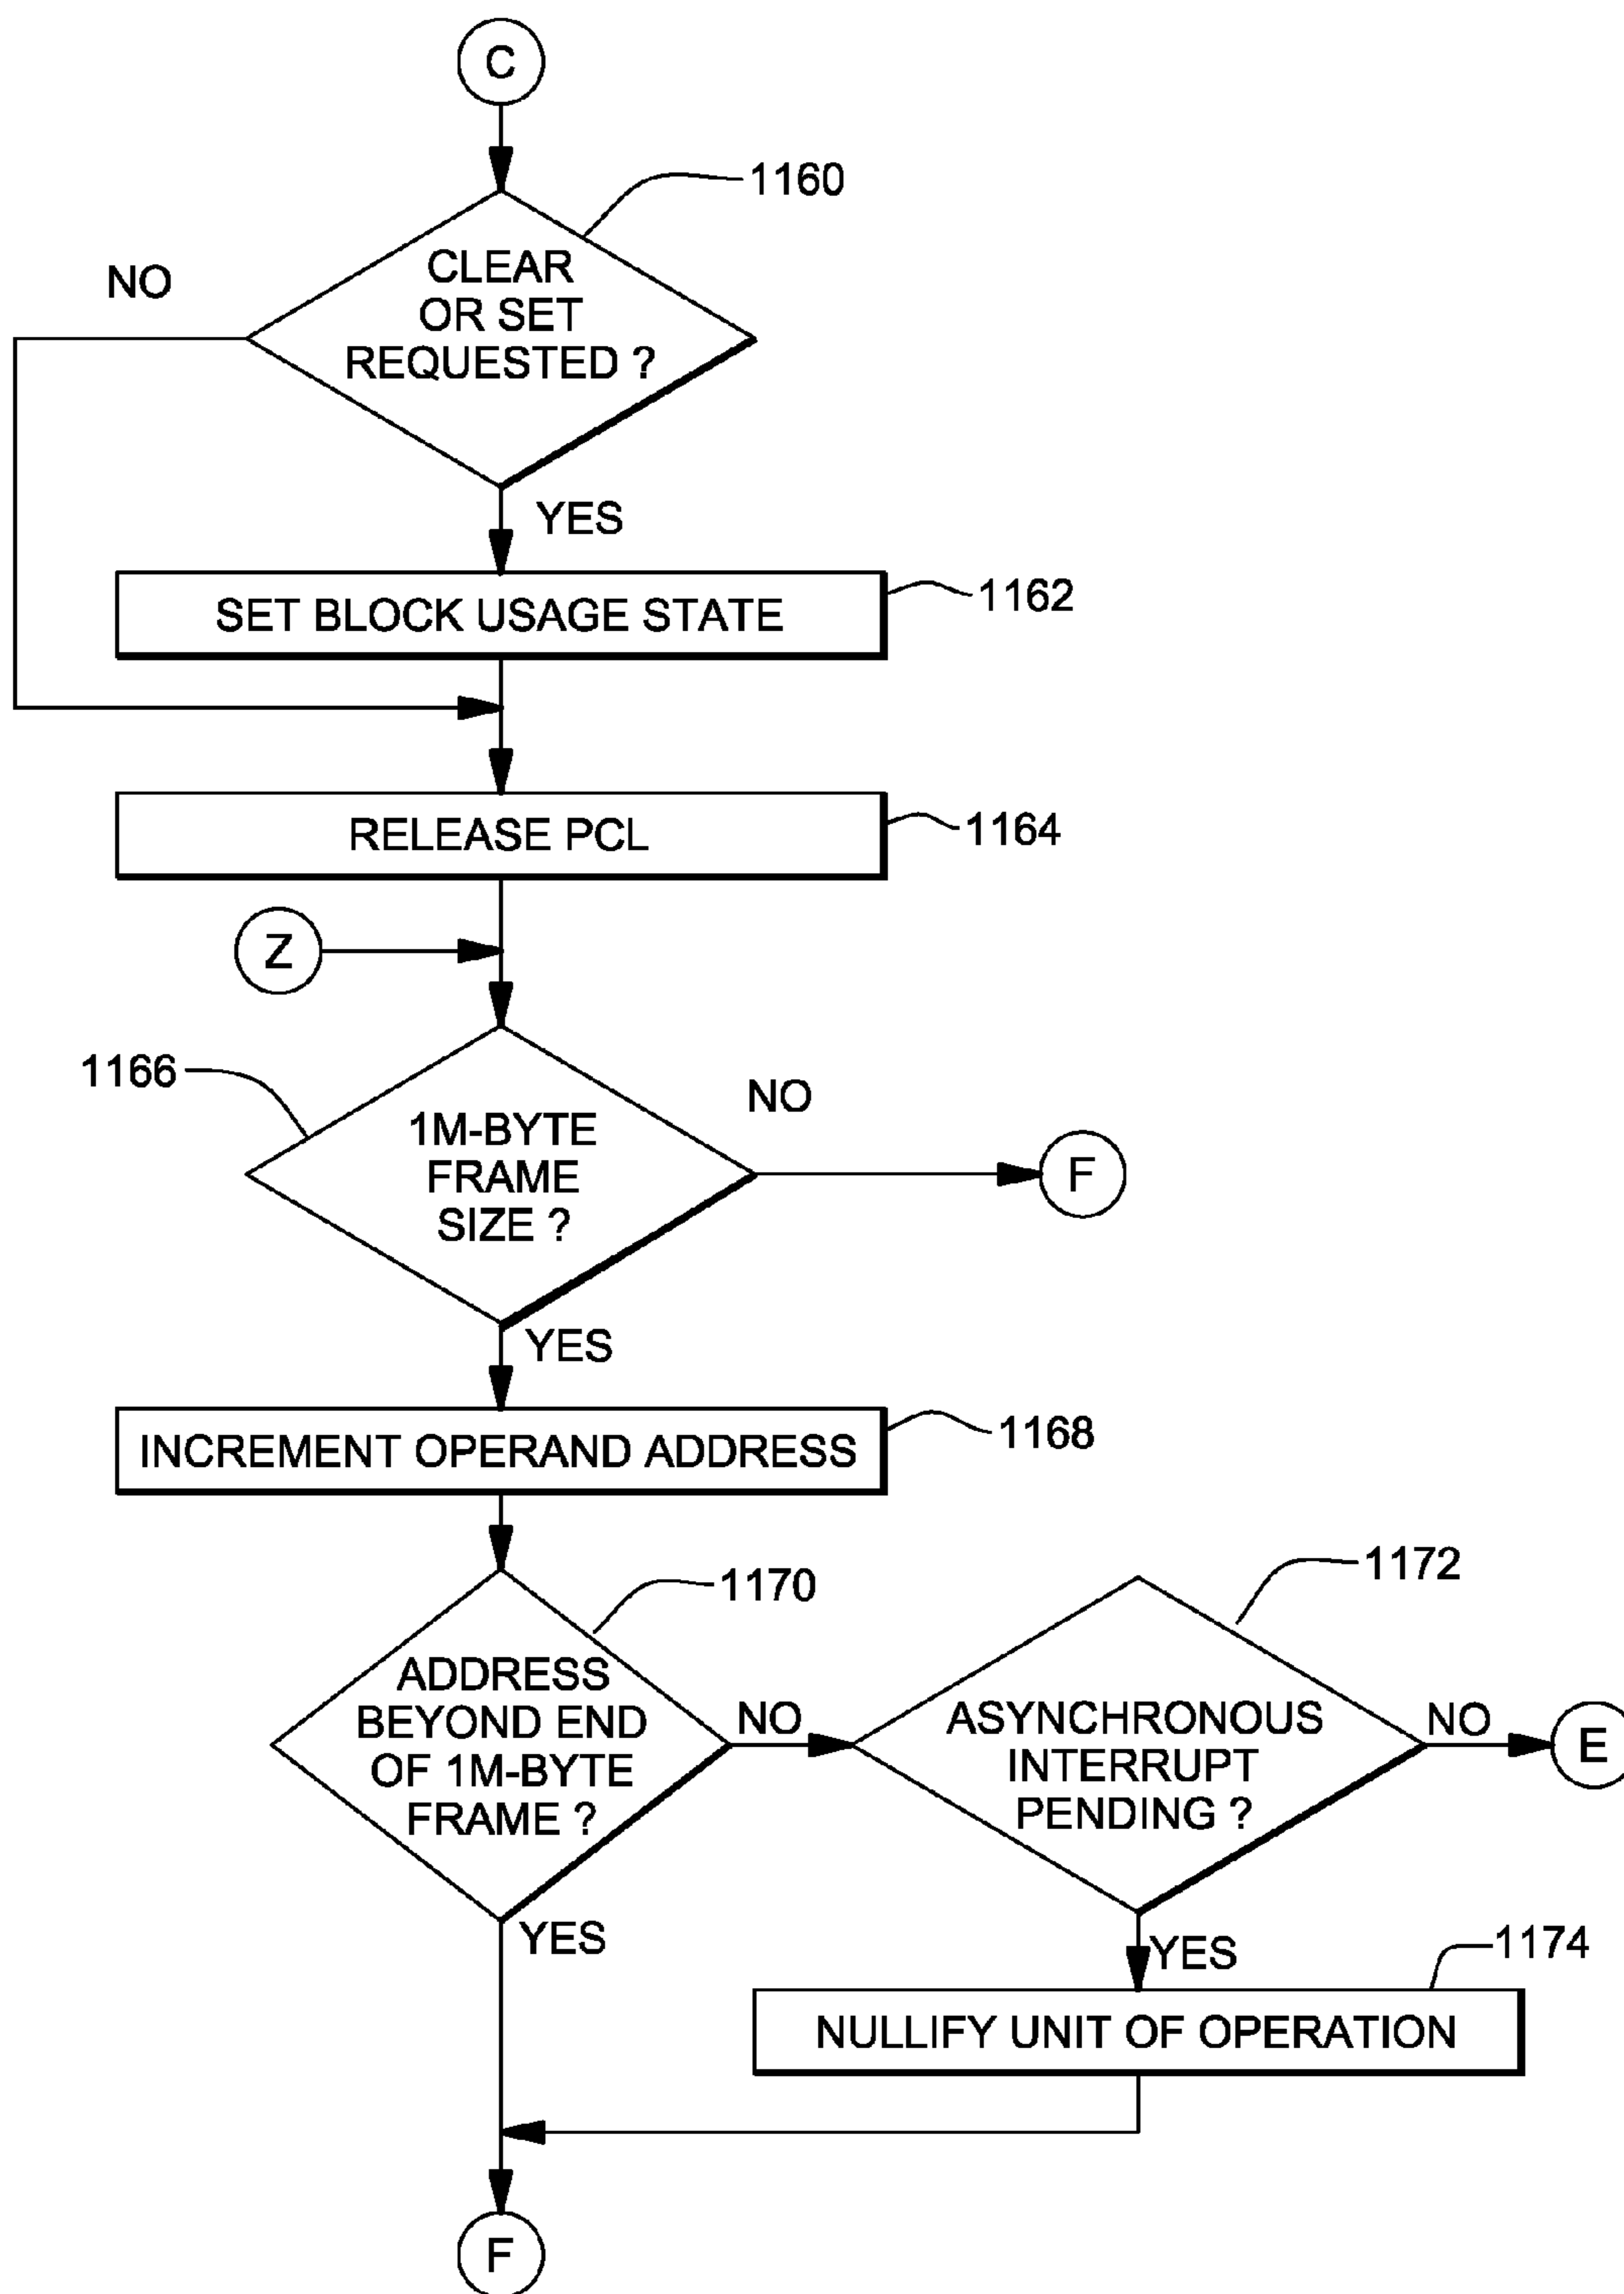 C
1160
CLEAR
OR SET
REQUESTED ?
NO
YES
SET BLOCK USAGE STATE
1162
RELEASE PCL
1164
Z
1166
1M-BYTE
FRAME
SIZE ?
NO
F
YES
INCREMENT OPERAND ADDRESS
1168
1170
ADDRESS
BEYOND END
OF 1M-BYTE
FRAME ?
NO
1172
ASYNCHRONOUS
INTERRUPT
PENDING ?
NO
E
YES
YES
1174
NULLIFY UNIT OF OPERATION
F